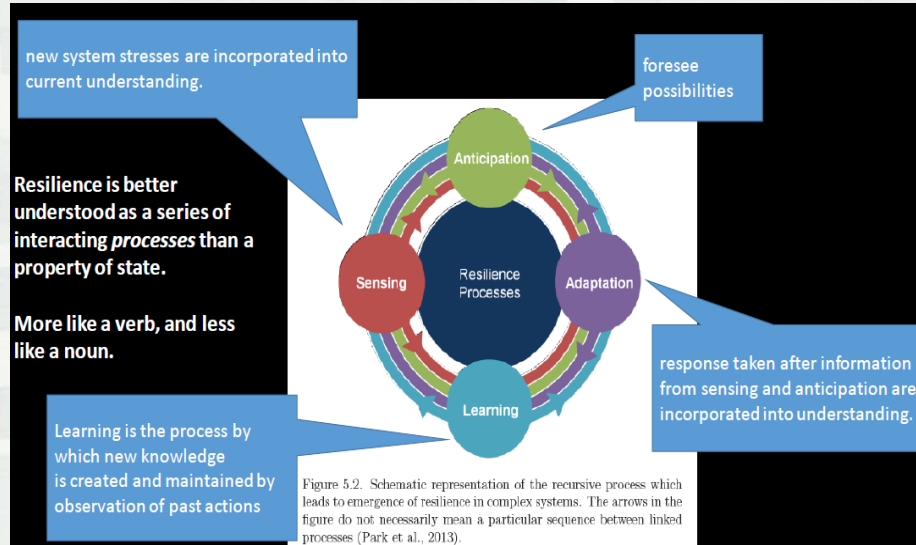 new system stresses are incorporated into
current understanding.
foresee
possibilities
Resilience is better
understood as a series of
interacting processes than a
property of state.
More like a verb, and less
like a noun.
Anticipation
Sensing
Resilience
Processes
Adaptation
Learning
response taken after information
from sensing and anticipation are
incorporated into understanding.
Learning is the process by
which new knowledge
is created and maintained by
observation of past actions
Figure 5.2. Schematic representation of the recursive process which
leads to emergence of resilience in complex systems. The arrows in the
figure do not necessarily mean a particular sequence between linked
processes (Park et al., 2013).